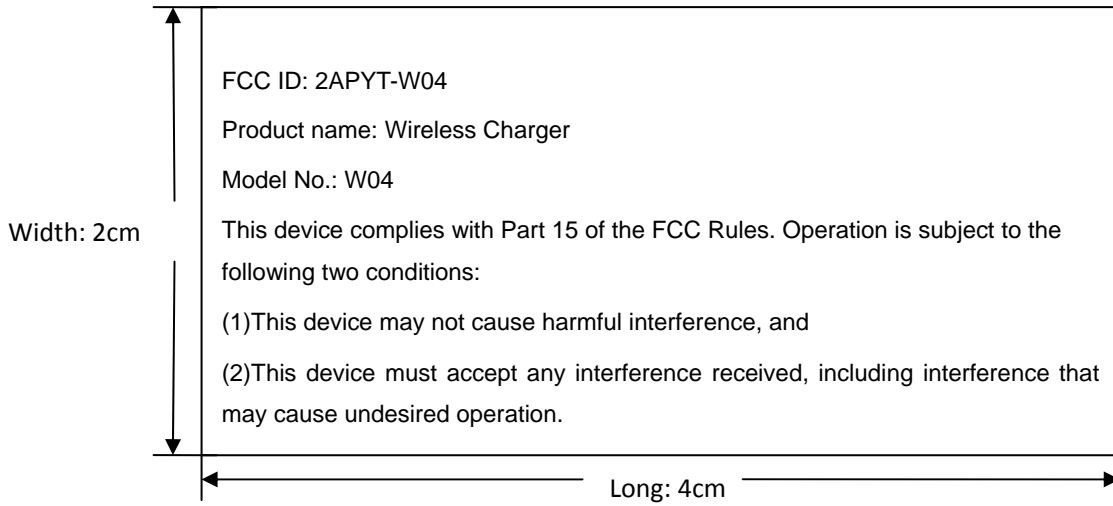 FCC ID: 2APYT-W04
Product name: Wireless Charger
Model No.: W04
Width: 2cm
This device complies with Part 15 of the FCC Rules. Operation is subject to the
following two conditions:
(1)This device may not cause harmful interference, and
(2)This device must accept any interference received, including interference that
may cause undesired operation.
Long: 4cm